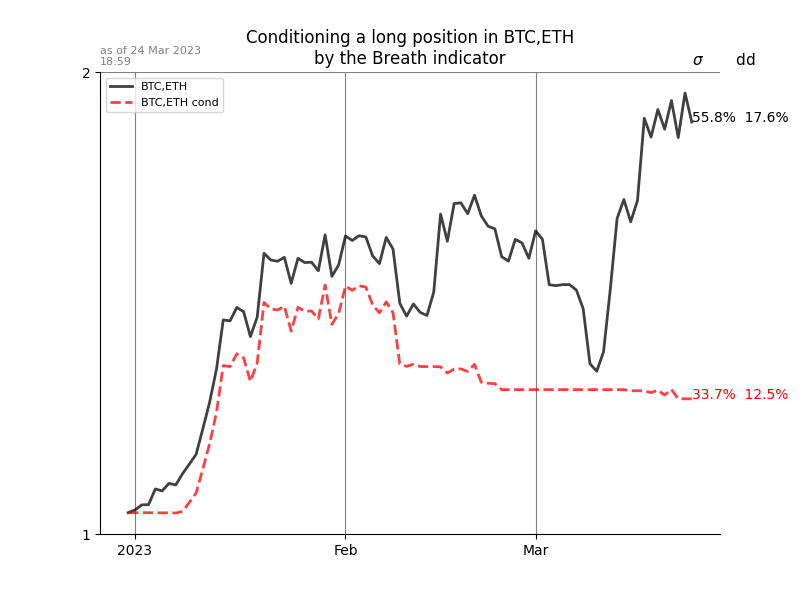 Conditioning a long position in BTC,ETH
by the Breath indicator
as of 24 Mar 2023
18:59
σ dd
2
BTC,ETH
BTC,ETH cond
55.8% 17.6%
33.7% 12.5%
1
2023 Feb Mar